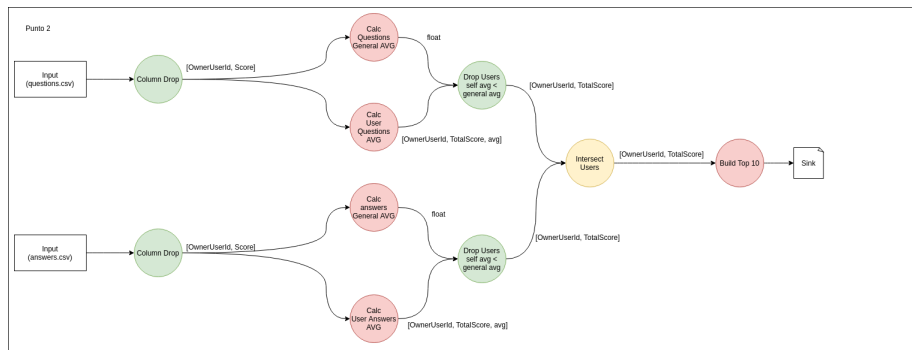 Punto 2
Input
(questions.csv)
Column Drop
[OwnerUserId, Score]
Calc
Questions
General AVG
float
Calc
User
Questions
AVG
[OwnerUserId, TotalScore, avg]
Drop Users
self avg <
general avg
[OwnerUserId, TotalScore]
Intersect
Users
[OwnerUserId, TotalScore]
Build Top 10
Sink
Input
(answers.csv)
Column Drop
[OwnerUserId, Score]
Calc
answers
General AVG
float
Calc
User Answers
AVG
[OwnerUserId, TotalScore, avg]
Drop Users
self avg <
general avg
[OwnerUserId, TotalScore]